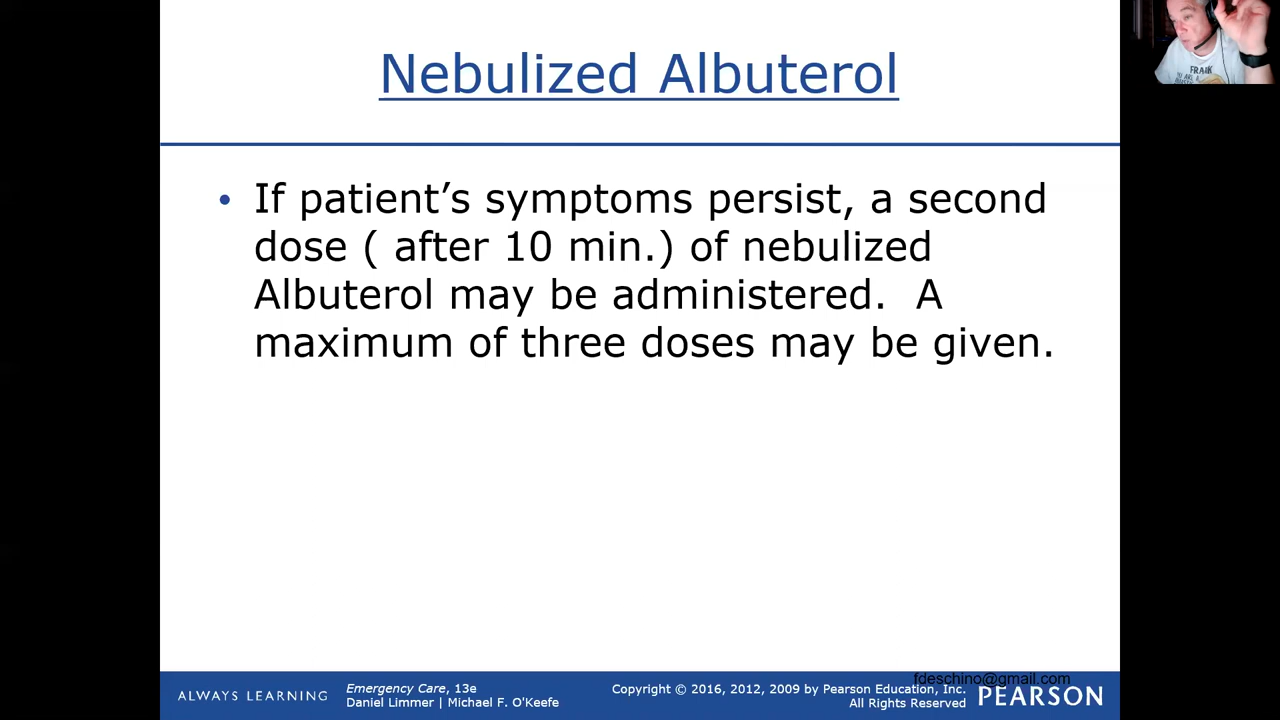 Nebulized Albuterol
• If patient’s symptoms persist, a second
dose ( after 10 min.) of nebulized
Albuterol may be administered.  A
maximum of three doses may be given.
FRANK
ALWAYS LEARNING
Emergency Care, 13e
Daniel Limmer | Michael F. O'Keefe
Copyright © 2016, 2012, 2009 by Pearson Education, Inc.
All Rights Reserved
fdeschino@gmail.com
PEARSON